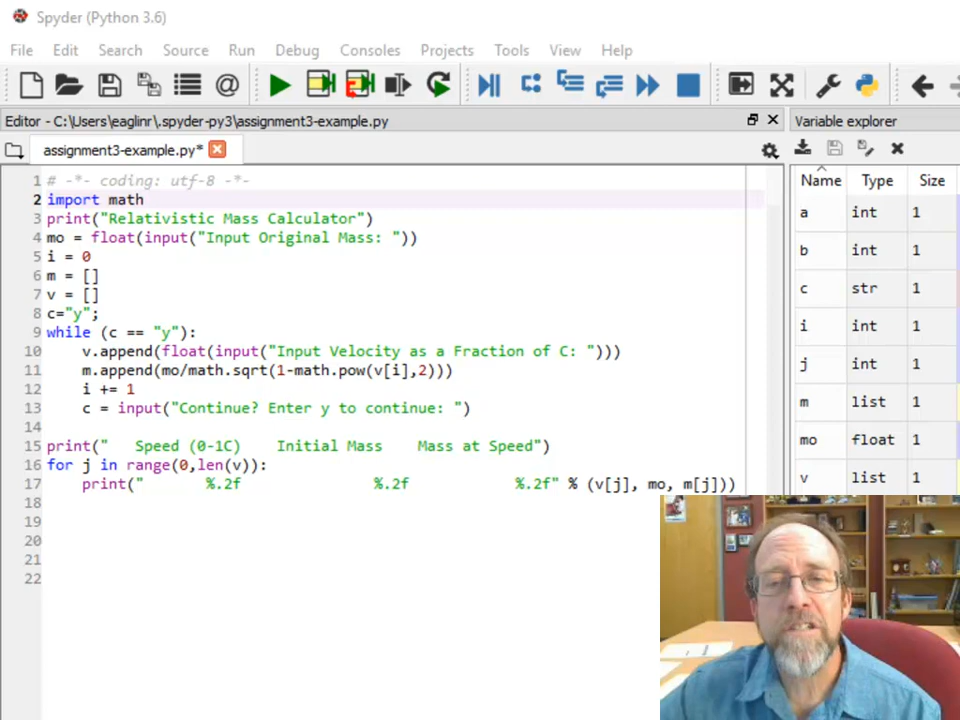 Spyder (Python 3.6)
File Edit Search Source Run Debug Consoles Projects Tools View Help
Editor - C:\Users\eaglinr\.spyder-py3\assignment3-example.py
Variable explorer
assignment3-example.py*
Name Type Size
1 # -*- coding: utf-8 -*-
2 import math
3 print("Relativistic Mass Calculator")
4 mo = float(input("Input Original Mass: "))
5 i = 0
6 m = []
7 v = []
8 c="y";
9 while (c == "y"):
10     v.append(float(input("Input Velocity as a Fraction of C: ")))
11     m.append(mo/math.sqrt(1-math.pow(v[i],2)))
12     i += 1
13     c = input("Continue? Enter y to continue: ")
14
15 print("   Speed (0-1C)     Initial Mass     Mass at Speed")
16 for j in range(0,len(v)):
17     print("       %.2f               %.2f            %.2f" % (v[j], mo, m[j]))
18
19
20
21
22
a int 1
b int 1
c str 1
i int 1
j int 1
m list 1
mo float 1
v list 1